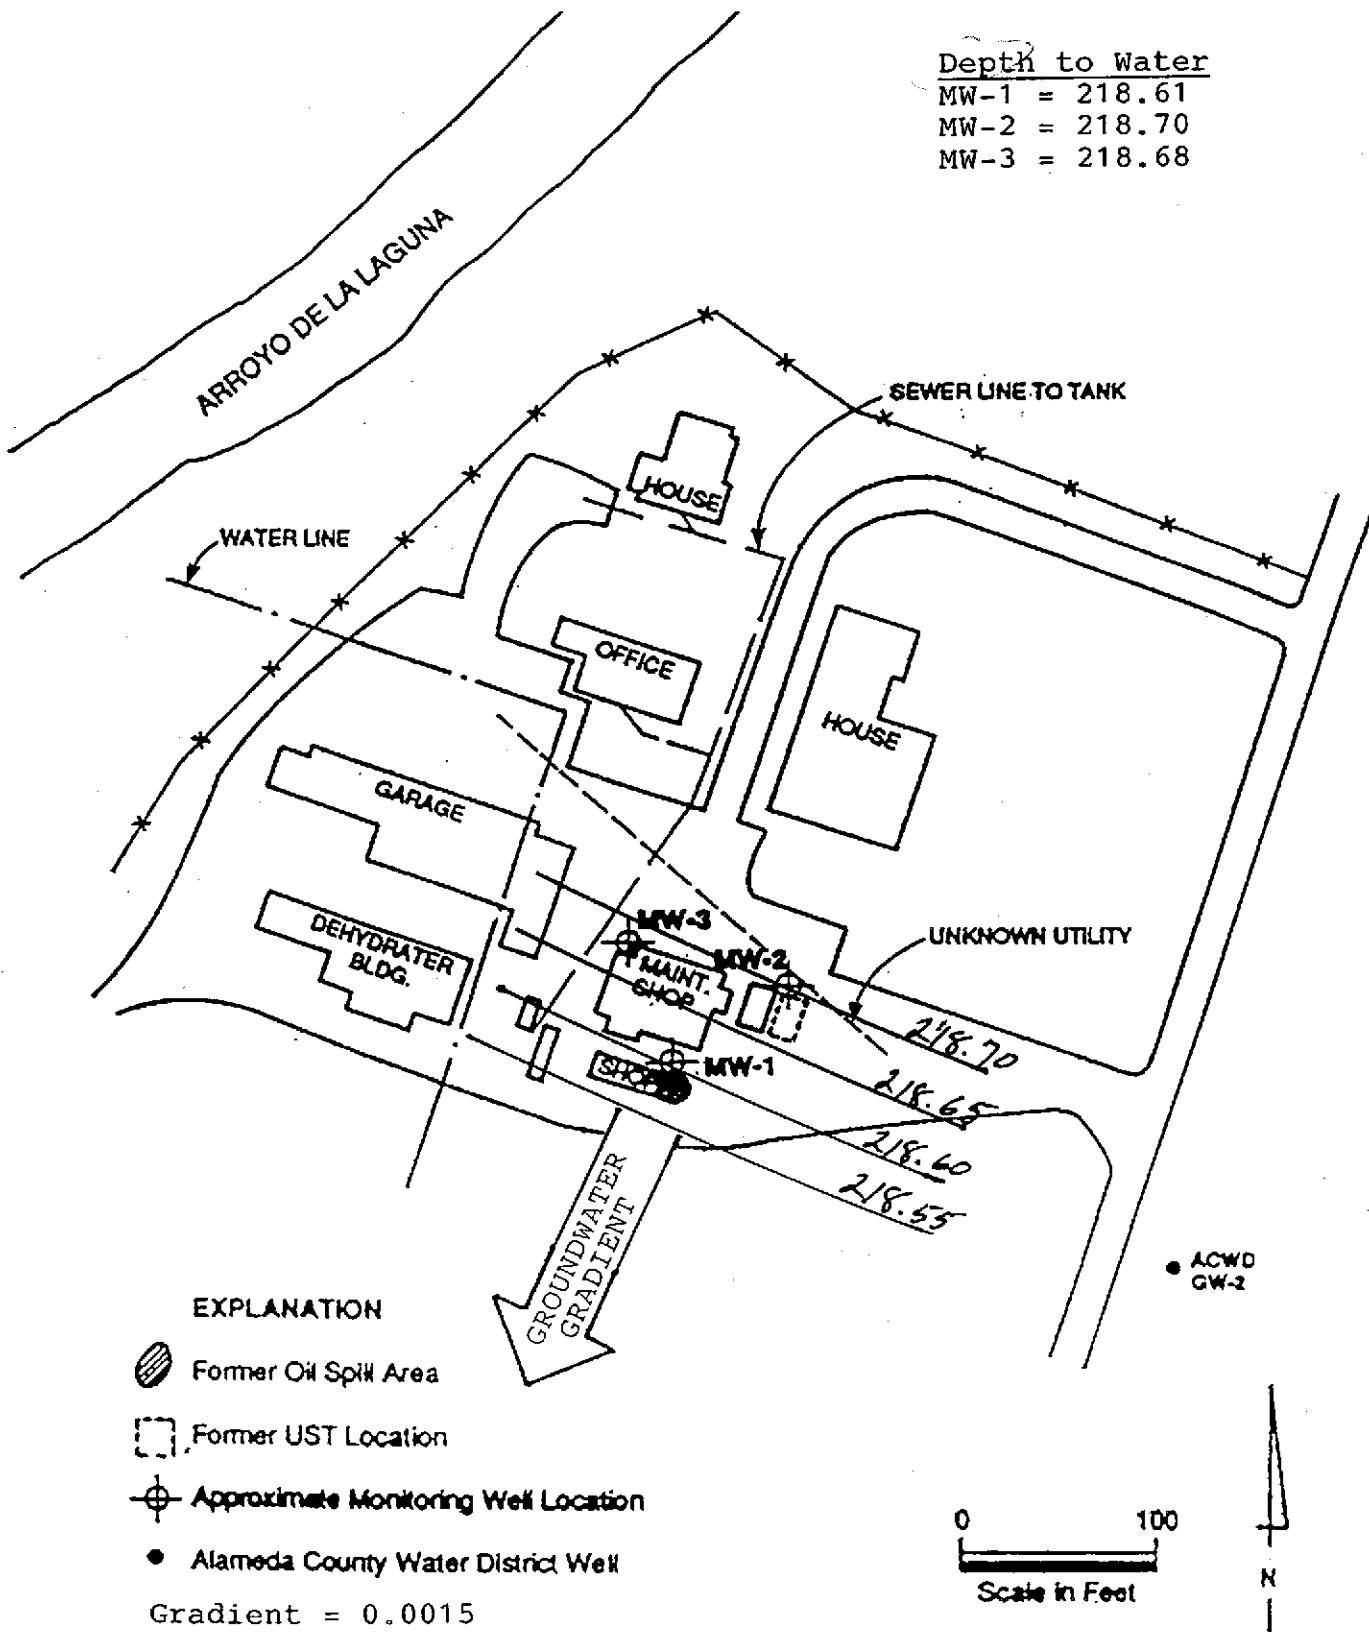 Depth to Water
MW-1 = 218.61
MW-2 = 218.70
MW-3 = 218.68
ARROYO DE LA LAGUNA
SEWER LINE TO TANK
HOUSE
WATER LINE
OFFICE
HOUSE
GARAGE
MW-3
DEHYDRATER
BLDG.
MW-2
UNKNOWN UTILITY
MAINT.
SHOP
MW-1
SHOP
218.70
218.65
218.60
218.55
GROUNDWATER
GRADIENT
ACWD
GW-2
EXPLANATION
Former Oil Spill Area
Former UST Location
Approximate Monitoring Well Location
Alameda County Water District Well
Gradient = 0.0015
0 100
Scale in Feet
N